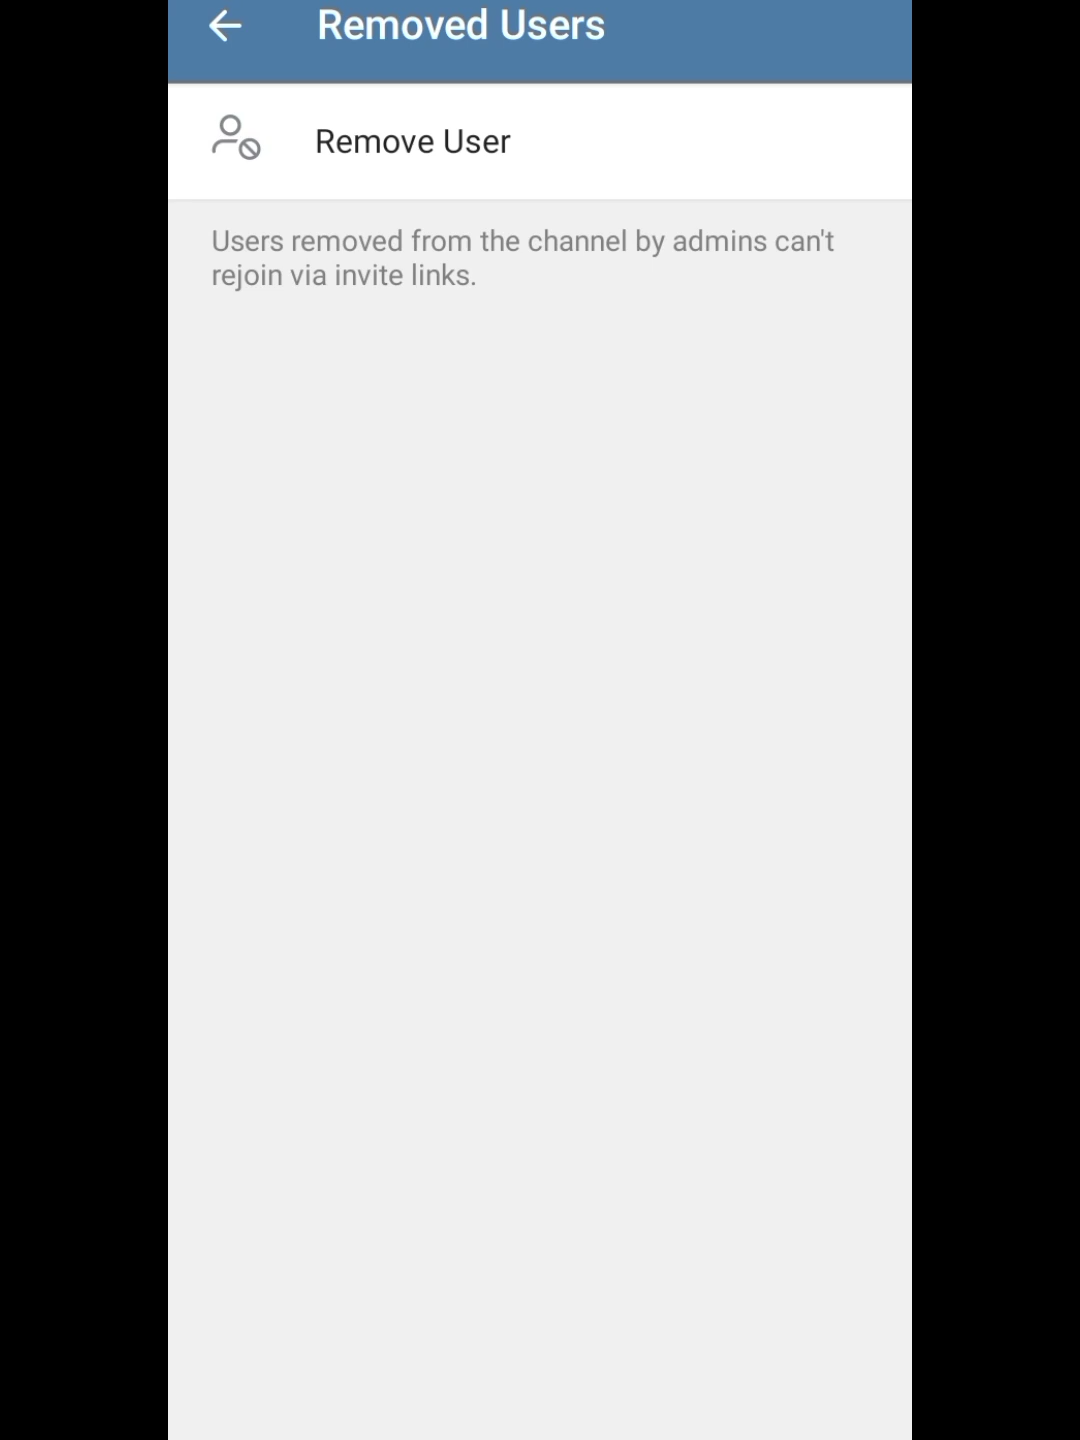 Removed Users
Remove User
Users removed from the channel by admins can't
rejoin via invite links.